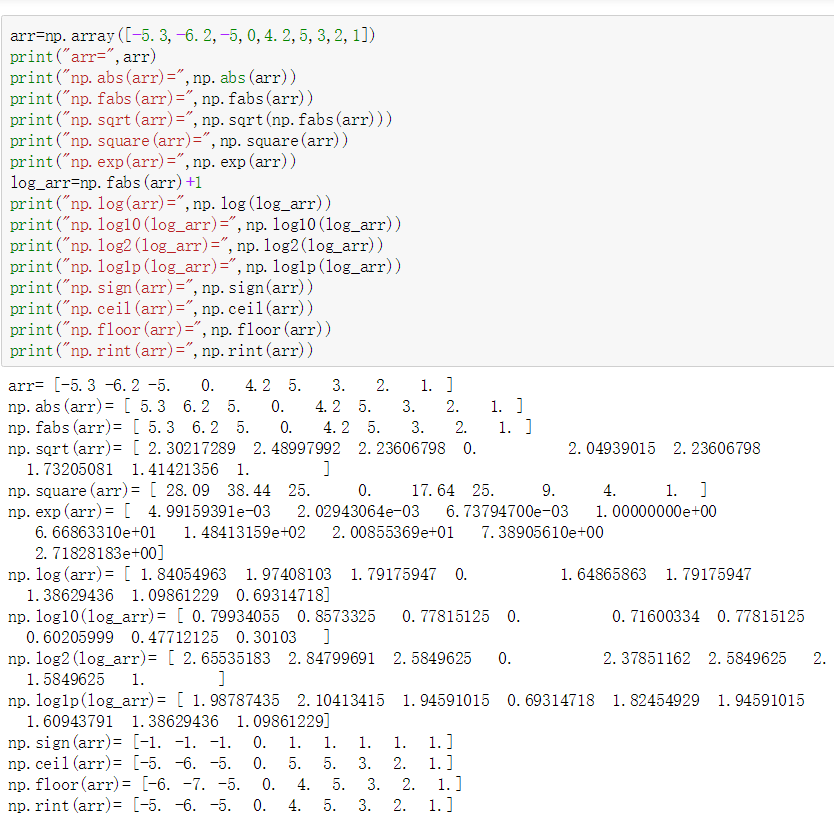 arr=np.array([-5.3,-6.2,-5,0,4.2,5,3,2,1])
print("arr=",arr)
print("np.abs(arr)=",np.abs(arr))
print("np.fabs(arr)=",np.fabs(arr))
print("np.sqrt(arr)=",np.sqrt(np.fabs(arr)))
print("np.square(arr)=",np.square(arr))
print("np.exp(arr)=",np.exp(arr))
log_arr=np.fabs(arr)+1
print("np.log(arr)=",np.log(log_arr))
print("np.log10(log_arr)=",np.log10(log_arr))
print("np.log2(log_arr)=",np.log2(log_arr))
print("np.log1p(log_arr)=",np.log1p(log_arr))
print("np.sign(arr)=",np.sign(arr))
print("np.ceil(arr)=",np.ceil(arr))
print("np.floor(arr)=",np.floor(arr))
print("np.rint(arr)=",np.rint(arr))
arr= [-5.3 -6.2 -5.   0.   4.2  5.   3.   2.   1. ]
np.abs(arr)= [ 5.3  6.2  5.   0.   4.2  5.   3.   2.   1. ]
np.fabs(arr)= [ 5.3  6.2  5.   0.   4.2  5.   3.   2.   1. ]
np.sqrt(arr)= [ 2.30217289  2.48997992  2.23606798  0.          2.04939015  2.23606798
  1.73205081  1.41421356  1.        ]
np.square(arr)= [ 28.09  38.44  25.     0.    17.64  25.     9.     4.     1.  ]
np.exp(arr)= [  4.99159391e-03   2.02943064e-03   6.73794700e-03   1.00000000e+00
   6.66863310e+01   1.48413159e+02   2.00855369e+01   7.38905610e+00
   2.71828183e+00]
np.log(arr)= [ 1.84054963  1.97408103  1.79175947  0.          1.64865863  1.79175947
  1.38629436  1.09861229  0.69314718]
np.log10(log_arr)= [ 0.79934055  0.8573325   0.77815125  0.          0.71600334  0.77815125
  0.60205999  0.47712125  0.30103   ]
np.log2(log_arr)= [ 2.65535183  2.84799691  2.5849625   0.          2.37851162  2.5849625   2.
  1.5849625   1.        ]
np.log1p(log_arr)= [ 1.98787435  2.10413415  1.94591015  0.69314718  1.82454929  1.94591015
  1.60943791  1.38629436  1.09861229]
np.sign(arr)= [-1. -1. -1.  0.  1.  1.  1.  1.  1.]
np.ceil(arr)= [-5. -6. -5.  0.  5.  5.  3.  2.  1.]
np.floor(arr)= [-6. -7. -5.  0.  4.  5.  3.  2.  1.]
np.rint(arr)= [-5. -6. -5.  0.  4.  5.  3.  2.  1.]